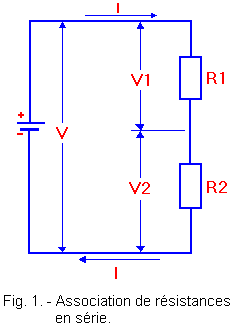 I
V1
R1
+
V
-
V2
R2
I
Fig. 1. - Association de résistances
en série.